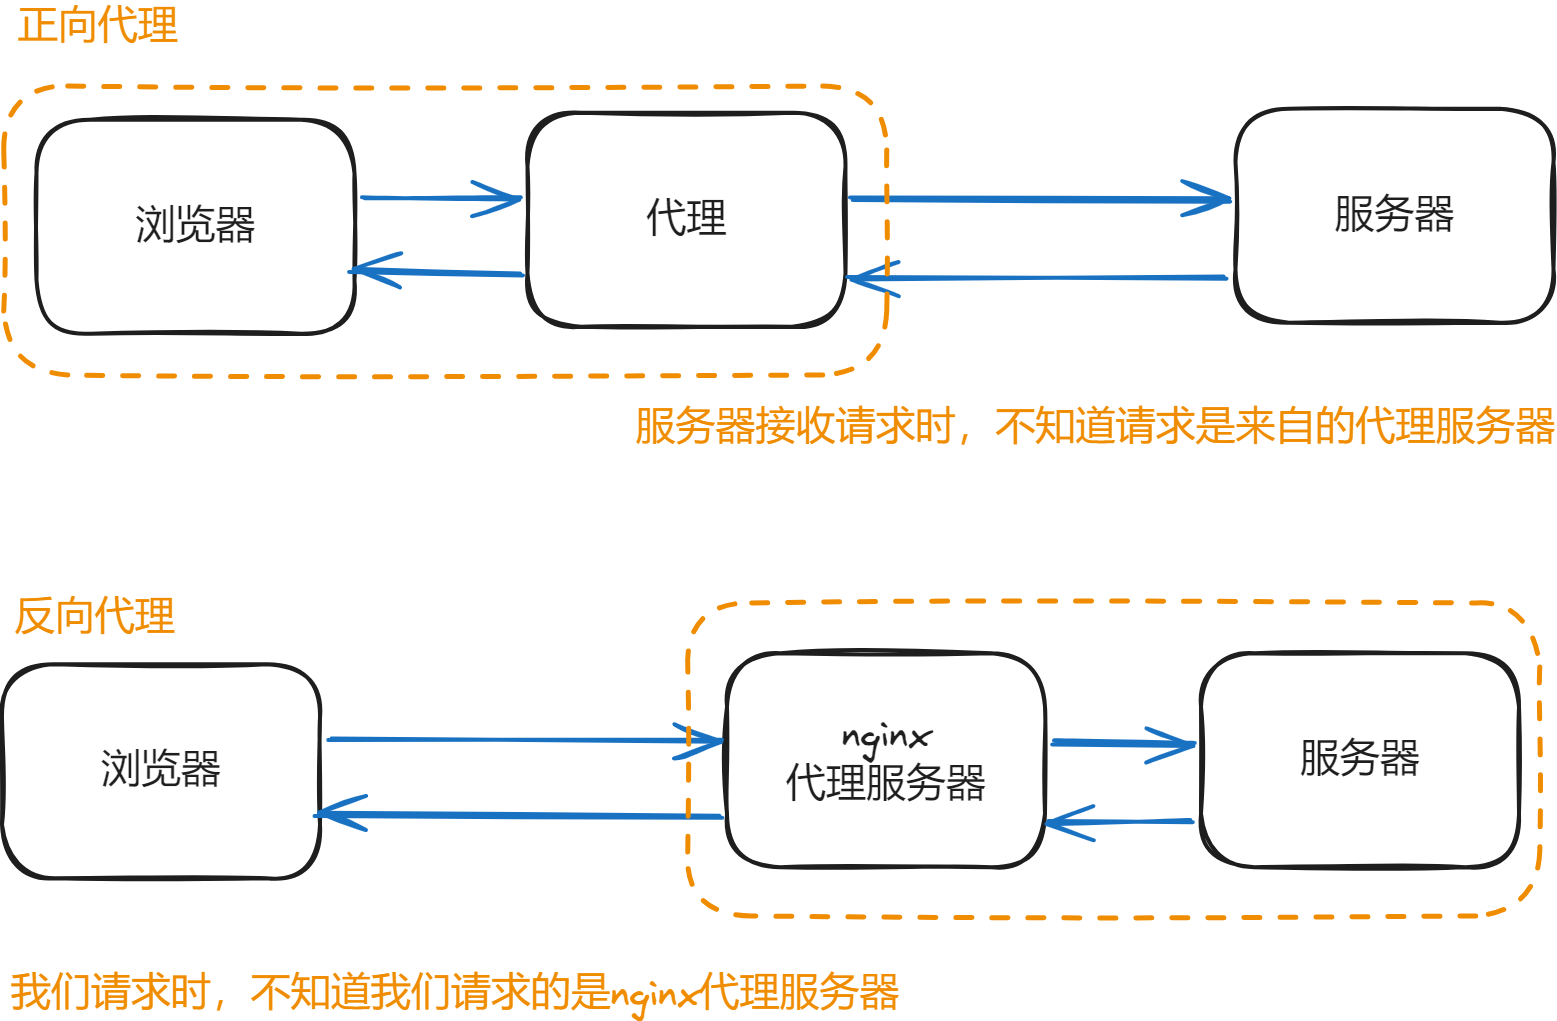 正向代理
浏览器
代理
服务器
服务器接收请求时，不知道请求是来自的代理服务器
反向代理
浏览器
nginx
代理服务器
服务器
我们请求时，不知道我们请求的是nginx代理服务器